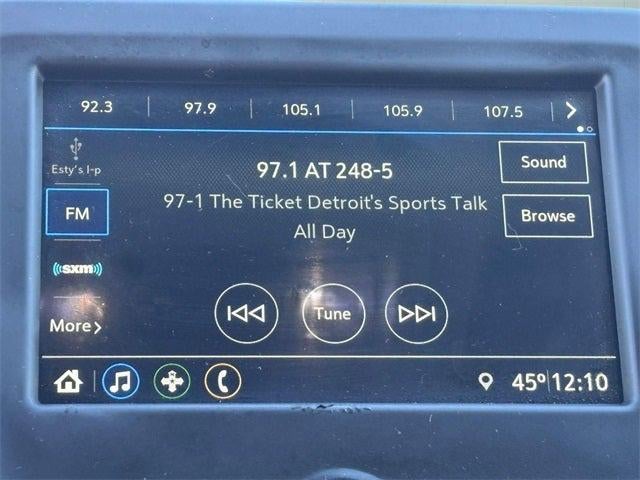 92.3 97.9 105.1 105.9 107.5
Esty's I-p
97.1 AT 248-5
Sound
FM
97-1 The Ticket Detroit's Sports Talk
All Day
Browse
sxm
More
Tune
45° 12:10